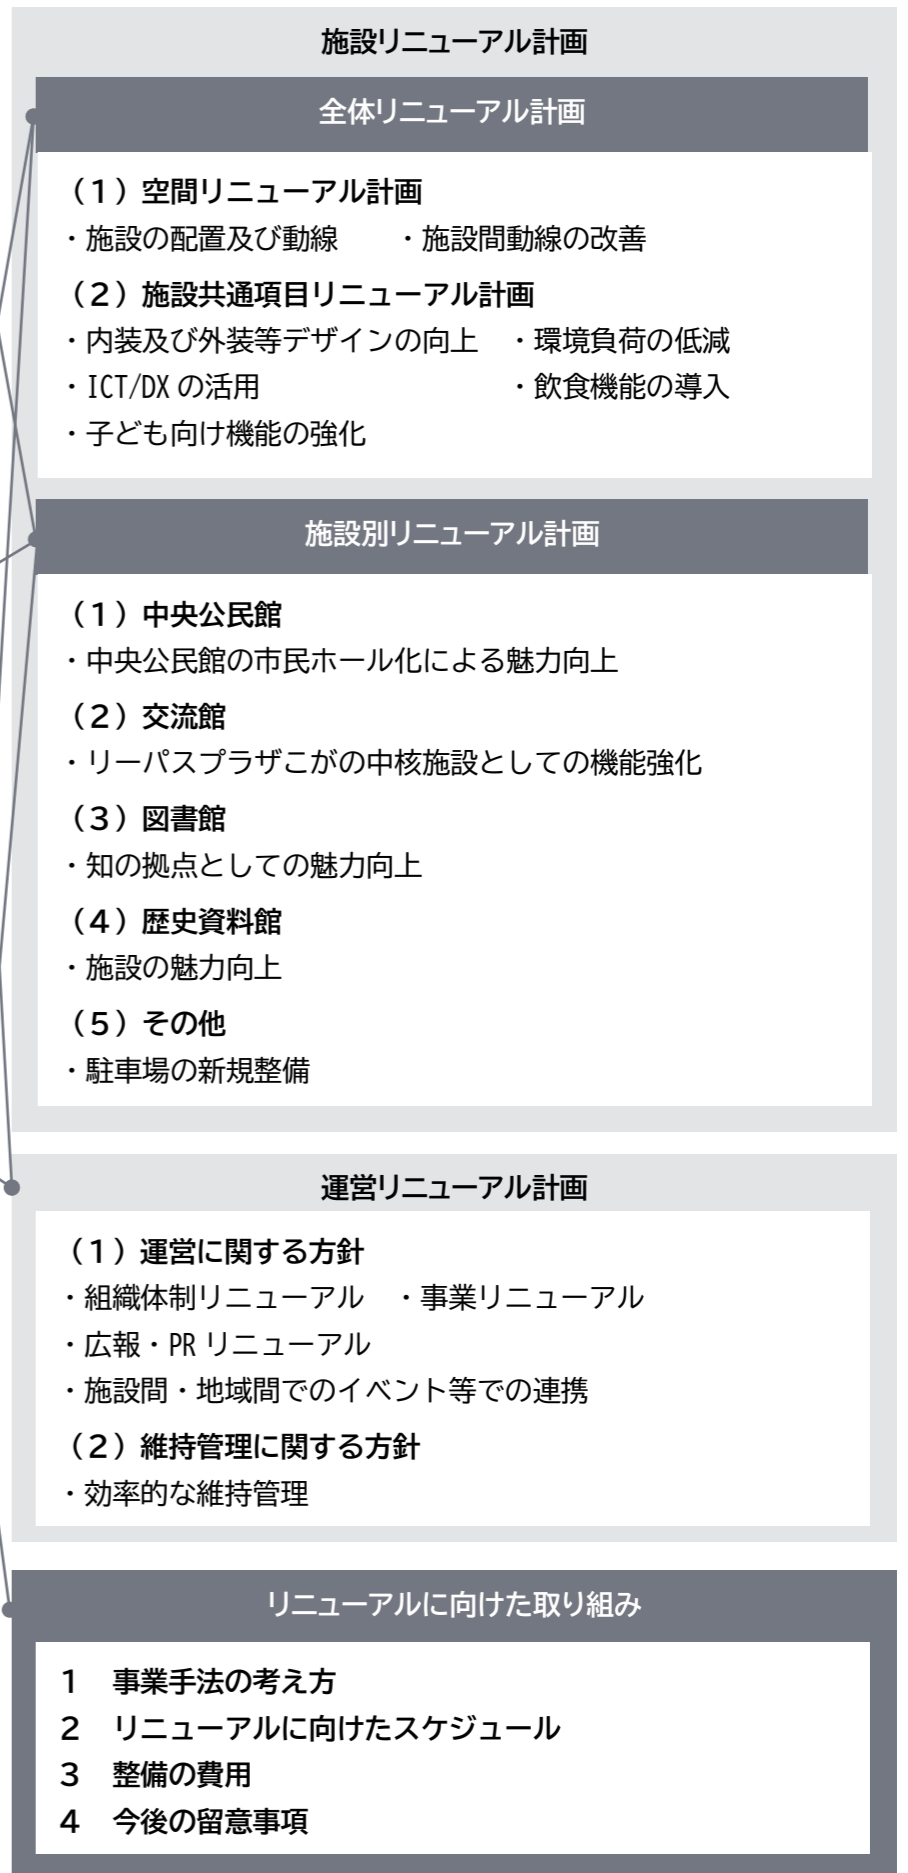 施設リニューアル計画
全体リニューアル計画
（１）空間リニューアル計画
・施設の配置及び動線　　・施設間動線の改善
（２）施設共通項目リニューアル計画
・内装及び外装等デザインの向上　・環境負荷の低減
・ICT/DX の活用　・飲食機能の導入
・子ども向け機能の強化
施設別リニューアル計画
（１）中央公民館
・中央公民館の市民ホール化による魅力向上
（２）交流館
・リーパスプラザこがの中核施設としての機能強化
（３）図書館
・知の拠点としての魅力向上
（４）歴史資料館
・施設の魅力向上
（５）その他
・駐車場の新規整備
運営リニューアル計画
（１）運営に関する方針
・組織体制リニューアル　・事業リニューアル
・広報・PR リニューアル
・施設間・地域間でのイベント等での連携
（２）維持管理に関する方針
・効率的な維持管理
リニューアルに向けた取り組み
１　事業手法の考え方
２　リニューアルに向けたスケジュール
３　整備の費用
４　今後の留意事項